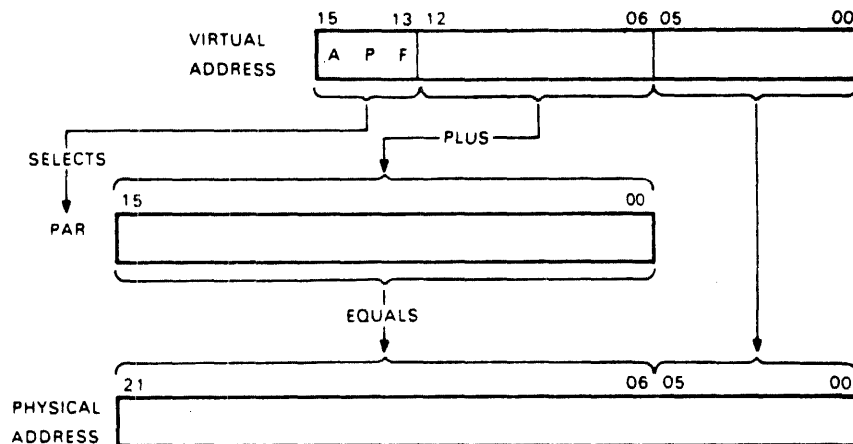 15 13 12 06 05 00
VIRTUAL
ADDRESS
A P F
PLUS
SELECTS
15 00
PAR
EQUALS
21 06 05 00
PHYSICAL
ADDRESS